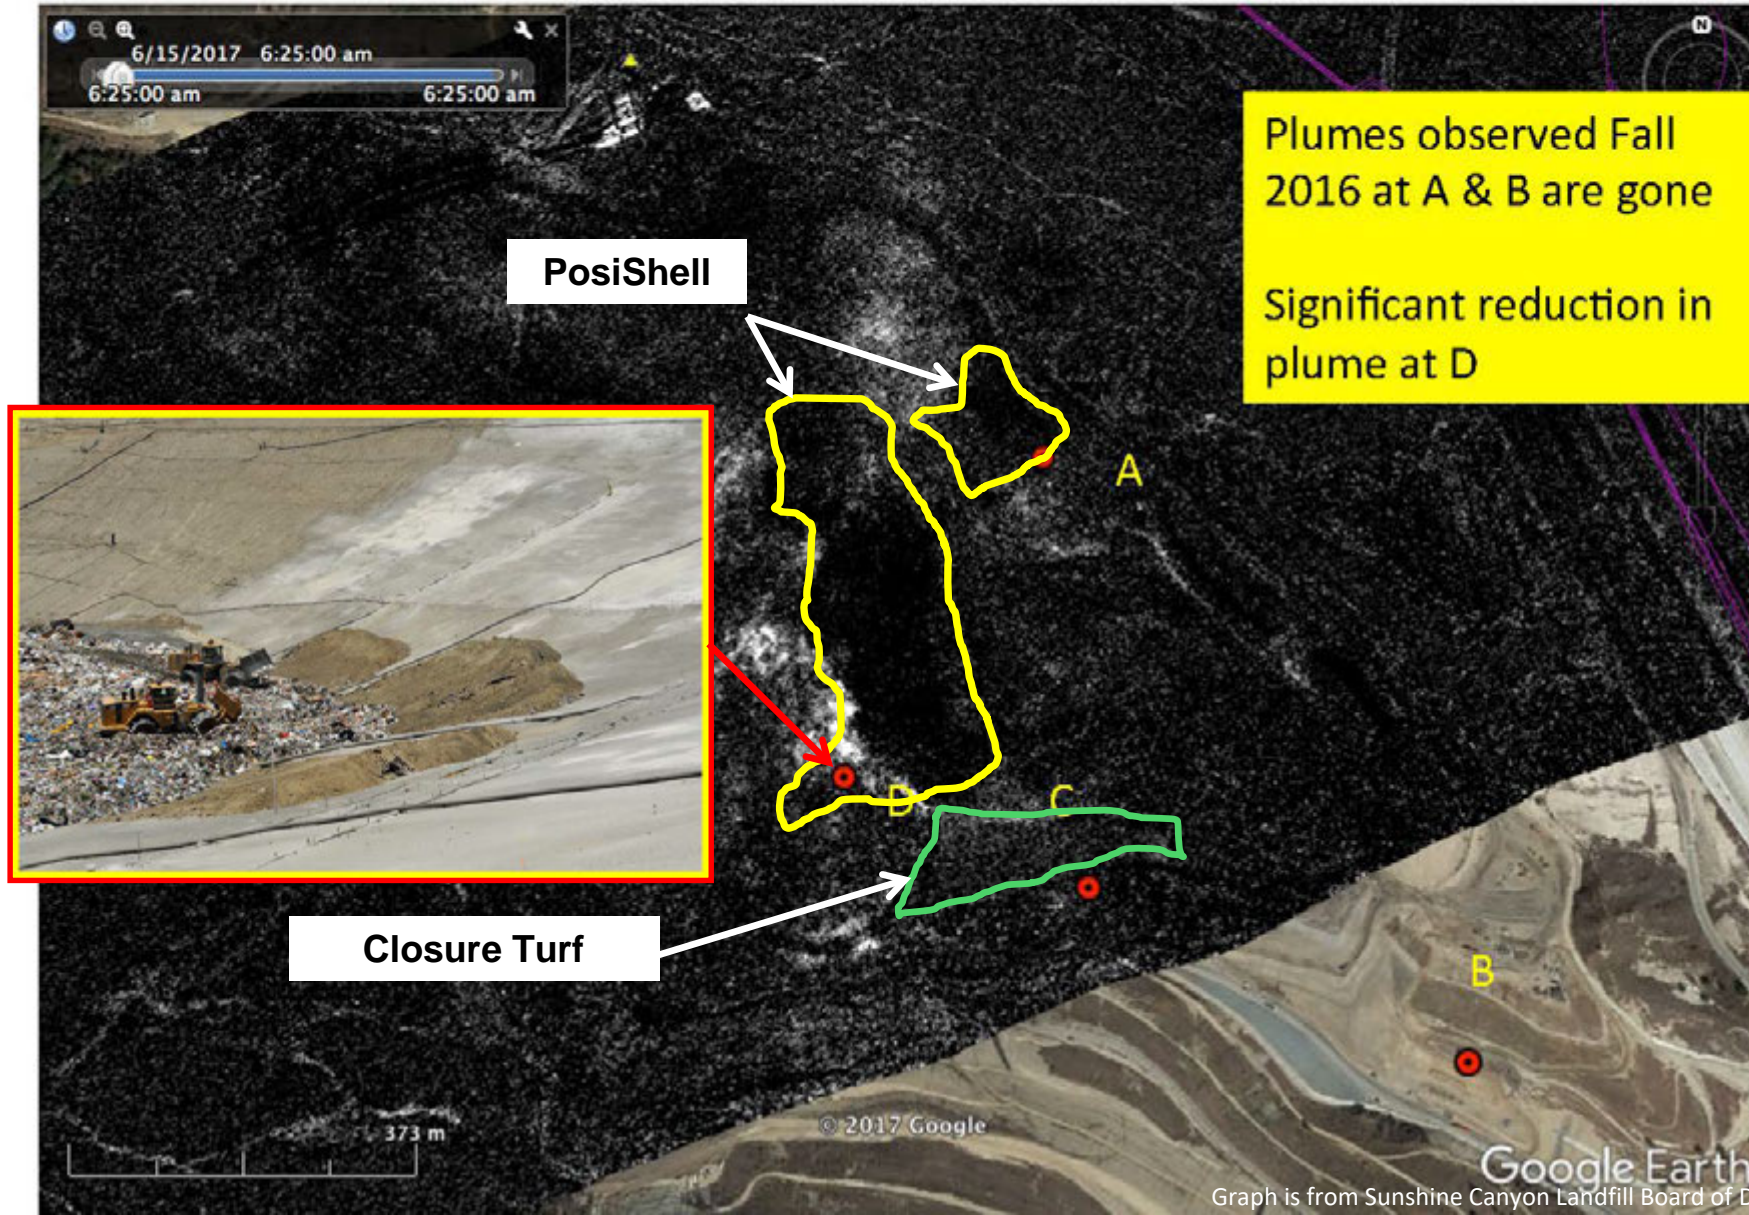 6/15/2017 6:25:00 am
6:25:00 am 6:25:00 am
N
Plumes observed Fall
2016 at A & B are gone
Significant reduction in
plume at D
PosiShell
A
D
C
Closure Turf
B
373 m
© 2017 Google
Google Earth
Graph is from Sunshine Canyon Landfill Board of D